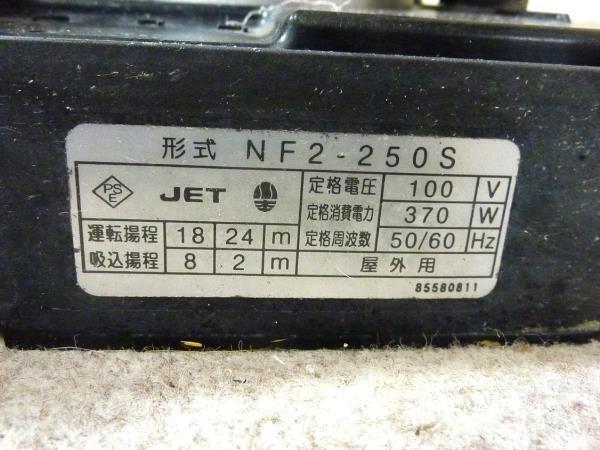 形式 NF2-250S
PS E JET 定格電圧 100 V
定格消費電力 370 W
運転揚程 18 24 m 定格周波数 50/60 Hz
吸込揚程 8 2 m 屋外用
85580811